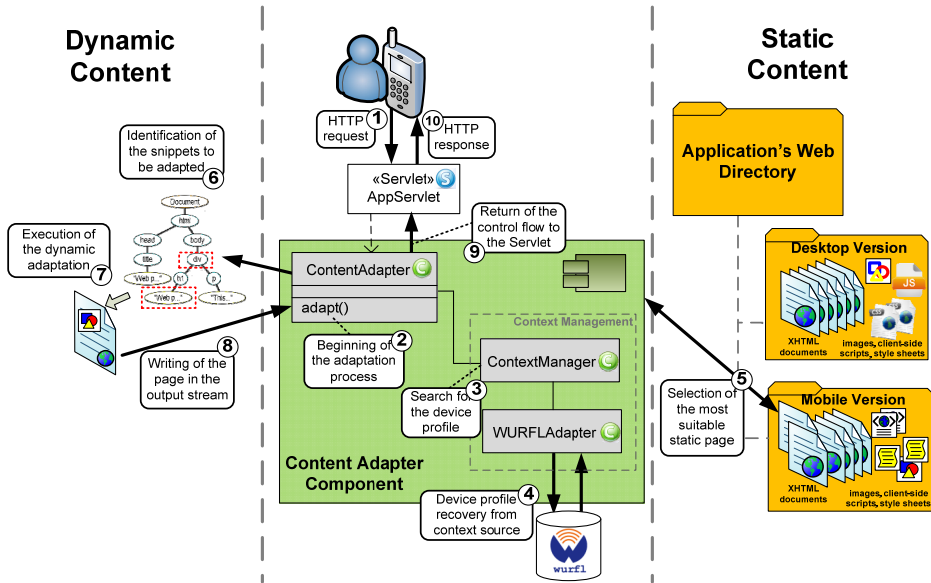 Dynamic
Content
Static
Content
1
HTTP
request
10
HTTP
response
«Servlet»
AppServlet
S
Return of the
control flow to
the Servlet
9
Identification of
the snippets to
be adapted
6
Document
html
head
body
title
div
"Web p..."
h1
p
"Web p..."
"This..."
Execution of
the dynamic
adaptation
7
8
Writing of the
page in the
output stream
ContentAdapter
C
adapt()
Beginning of
the adaptation
process
2
Context Management
ContextManager
C
3
Search for
the device
profile
WURFLAdapter
C
Content Adapter
Component
Device profile
recovery from
context source
4
wurfl
Application's Web
Directory
Desktop Version
JS
CSS
XHTML
documents
images, client-side
scripts, style sheets
5
Selection of
the most
suitable
static page
Mobile Version
XHTML
documents
images, client-side
scripts, style sheets